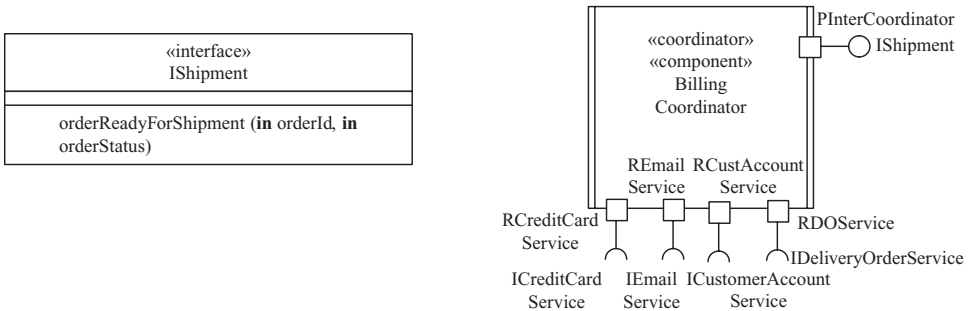 «interface»
IShipment
orderReadyForShipment (in orderId, in
orderStatus)
PInterCoordinator
IShipment
«coordinator»
«component»
Billing
Coordinator
REmail
Service
RCustAccount
Service
RCreditCard
Service
RDOService
IDeliveryOrderService
ICreditCard
Service
IEmail
Service
ICustomerAccount
Service